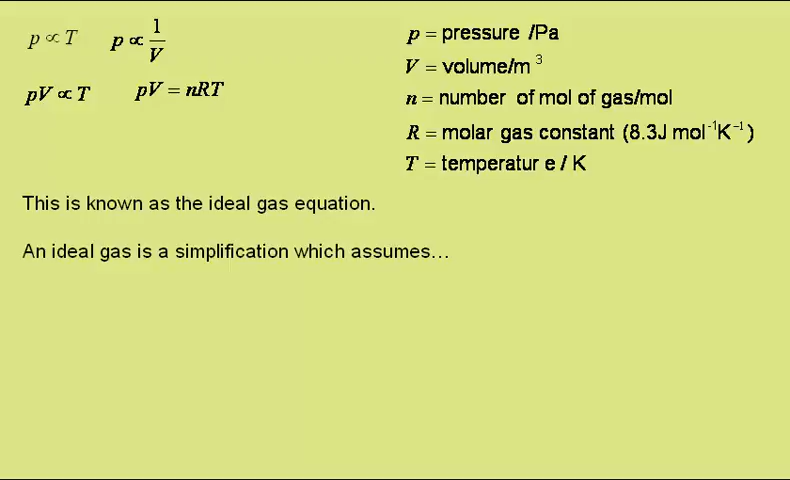 p ∝ T p ∝ 1/V
pV ∝ T pV = nRT
p = pressure /Pa
V = volume/m ³
n = number of mol of gas/mol
R = molar gas constant (8.3J mol⁻¹K⁻¹)
T = temperatur e / K
This is known as the ideal gas equation.
An ideal gas is a simplification which assumes…